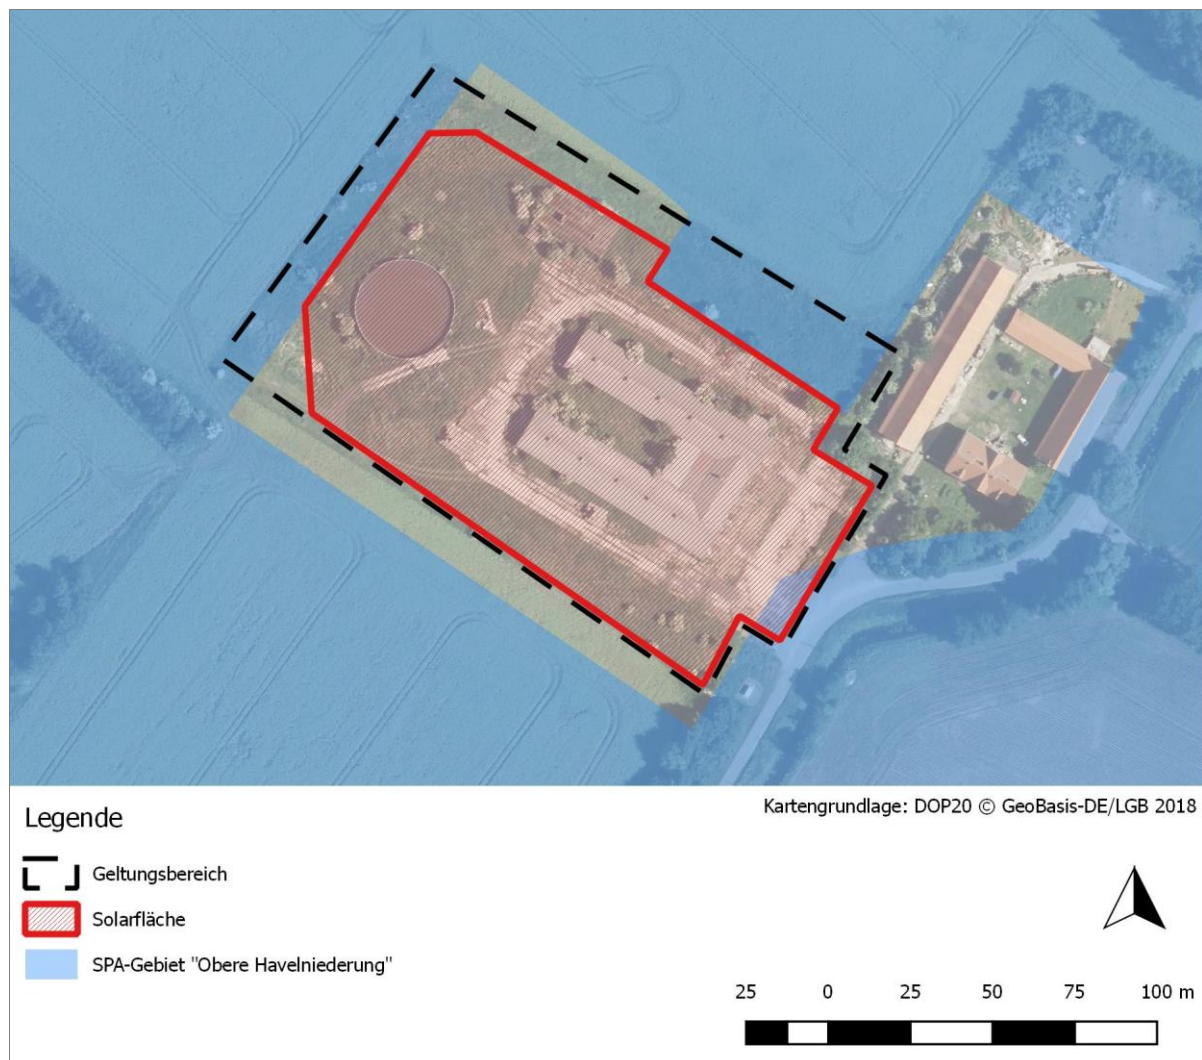 Kartengrundlage: DOP20 © GeoBasis-DE/LGB 2018
Legende
Geltungsbereich
Solarfläche
SPA-Gebiet "Obere Havelniederung"
25 0 25 50 75 100 m